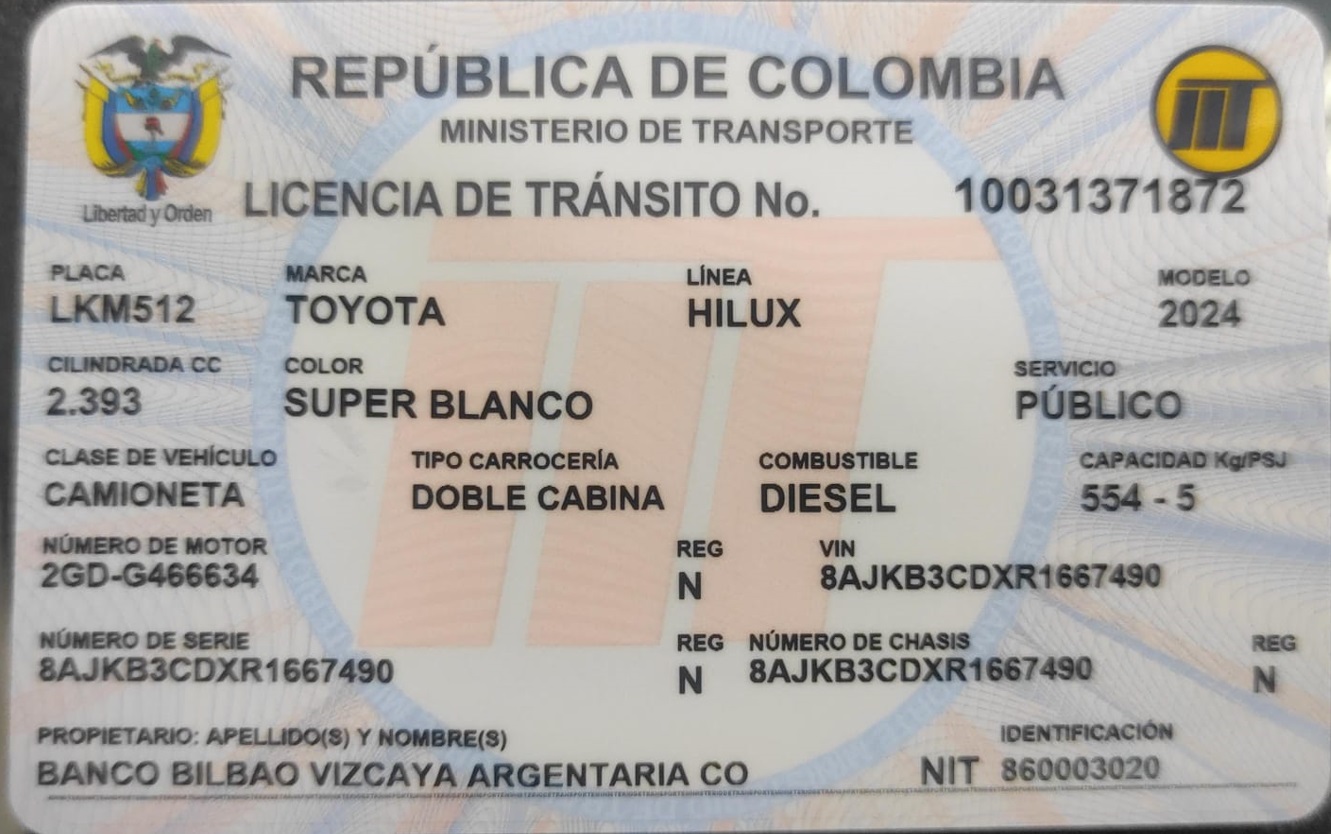 REPÚBLICA DE COLOMBIA
MINISTERIO DE TRANSPORTE
Libertad y Orden
LICENCIA DE TRÁNSITO No. 10031371872
PLACA MARCA LÍNEA MODELO
LKM512 TOYOTA HILUX 2024
CILINDRADA CC COLOR SERVICIO
2.393 SUPER BLANCO PÚBLICO
CLASE DE VEHÍCULO TIPO CARROCERÍA COMBUSTIBLE CAPACIDAD Kg/PSJ
CAMIONETA DOBLE CABINA DIESEL 554 - 5
NÚMERO DE MOTOR REG VIN
2GD-G466634 N 8AJKB3CDXR1667490
NÚMERO DE SERIE REG NÚMERO DE CHASIS REG
8AJKB3CDXR1667490 N 8AJKB3CDXR1667490 N
PROPIETARIO: APELLIDO(S) Y NOMBRE(S) IDENTIFICACIÓN
BANCO BILBAO VIZCAYA ARGENTARIA CO NIT 860003020